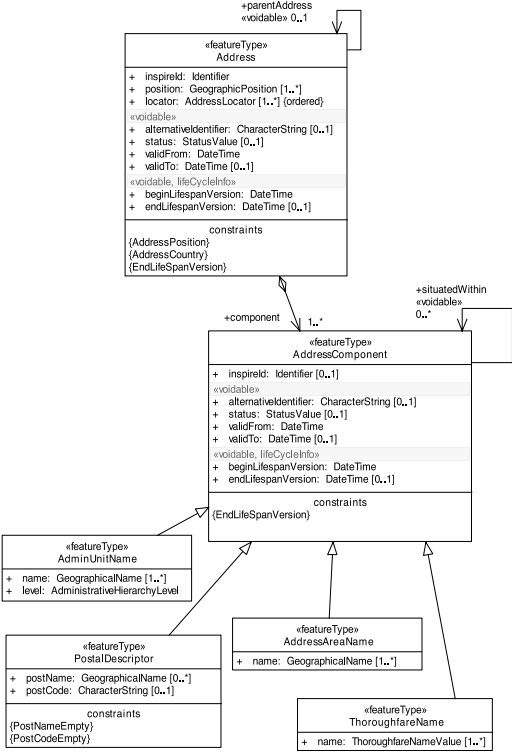 +parentAddress
«voidable» 0..1
«featureType»
Address
+ inspireId: Identifier
+ position: GeographicPosition [1..*]
+ locator: AddressLocator [1..*] {ordered}
«voidable»
+ alternativeIdentifier: CharacterString [0..1]
+ status: StatusValue [0..1]
+ validFrom: DateTime
+ validTo: DateTime [0..1]
«voidable, lifeCycleInfo»
+ beginLifespanVersion: DateTime
+ endLifespanVersion: DateTime [0..1]
constraints
{AddressPosition}
{AddressCountry}
{EndLifeSpanVersion}
+component
1..*
+situatedWithin
«voidable»
0..*
«featureType»
AddressComponent
+ inspireId: Identifier [0..1]
«voidable»
+ alternativeIdentifier: CharacterString [0..1]
+ status: StatusValue [0..1]
+ validFrom: DateTime
+ validTo: DateTime [0..1]
«voidable, lifeCycleInfo»
+ beginLifespanVersion: DateTime
+ endLifespanVersion: DateTime [0..1]
constraints
{EndLifeSpanVersion}
«featureType»
AdminUnitName
+ name: GeographicalName [1..*]
+ level: AdministrativeHierarchyLevel
«featureType»
PostalDescriptor
+ postName: GeographicalName [0..*]
+ postCode: CharacterString [0..1]
constraints
{PostNameEmpty}
{PostCodeEmpty}
«featureType»
AddressAreaName
+ name: GeographicalName [1..*]
«featureType»
ThoroughfareName
+ name: ThoroughfareNameValue [1..*]